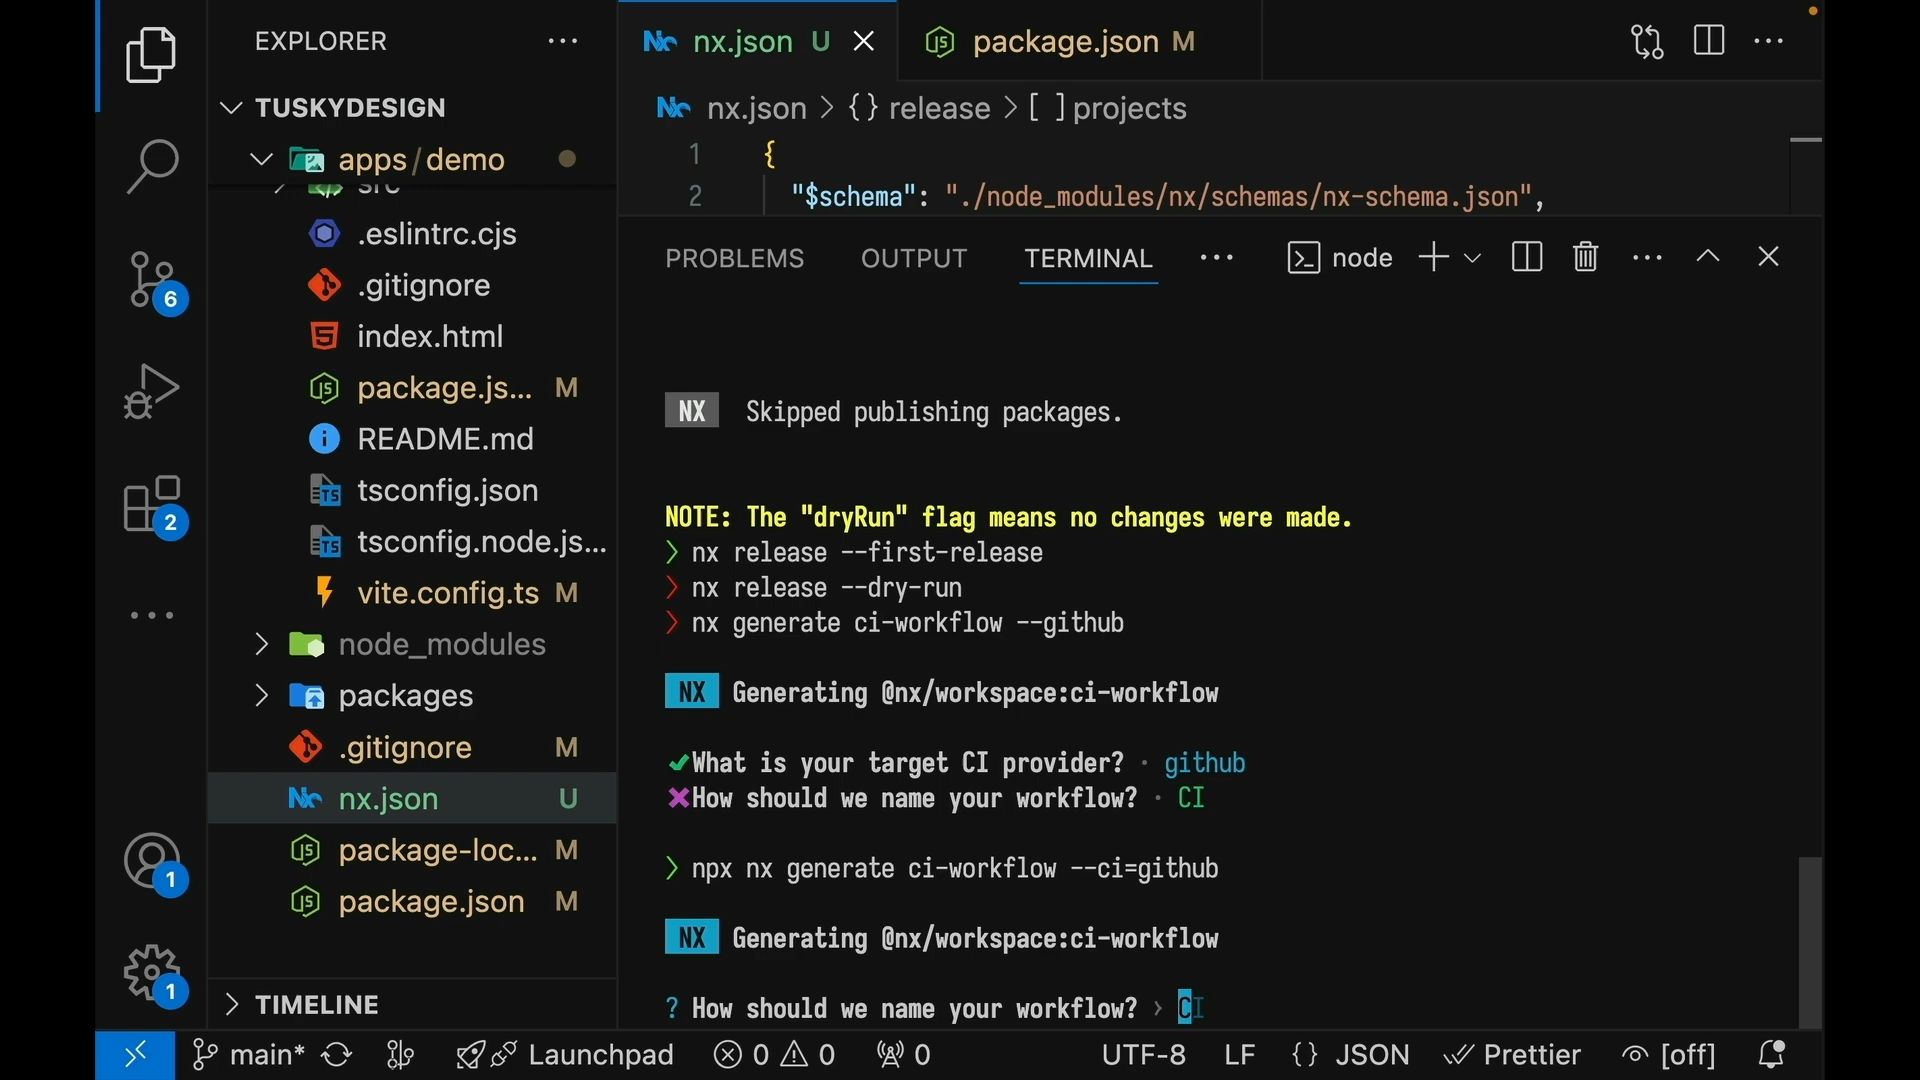 EXPLORER
TUSKYDESIGN
apps/demo
src
.eslintrc.cjs
.gitignore
index.html
package.js... M
README.md
tsconfig.json
tsconfig.node.js...
vite.config.ts M
node_modules
packages
.gitignore M
nx.json U
package-loc... M
package.json M
TIMELINE
6
2
1
1
nx.json U
package.json M
nx.json > {} release > [ ] projects
1 {
2 "$schema": "./node_modules/nx/schemas/nx-schema.json",
PROBLEMS OUTPUT TERMINAL ... node
NX Skipped publishing packages.
NOTE: The "dryRun" flag means no changes were made.
> nx release --first-release
> nx release --dry-run
> nx generate ci-workflow --github
NX Generating @nx/workspace:ci-workflow
✔What is your target CI provider? · github
✖How should we name your workflow? · CI
> npx nx generate ci-workflow --ci=github
NX Generating @nx/workspace:ci-workflow
? How should we name your workflow? › CI
main* Launchpad 0 0 0 UTF-8 LF {} JSON Prettier [off]